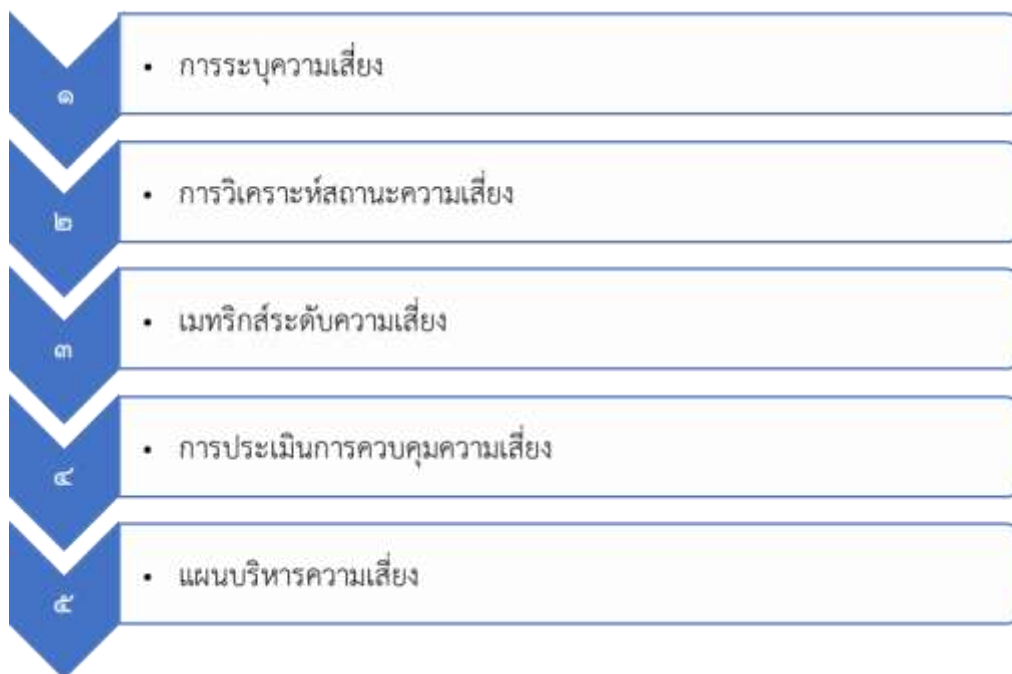 ๑
• การระบุความเสี่ยง
๒
• การวิเคราะห์สถานะความเสี่ยง
๓
• เมทริกส์ระดับความเสี่ยง
๔
• การประเมินการควบคุมความเสี่ยง
๕
• แผนบริหารความเสี่ยง